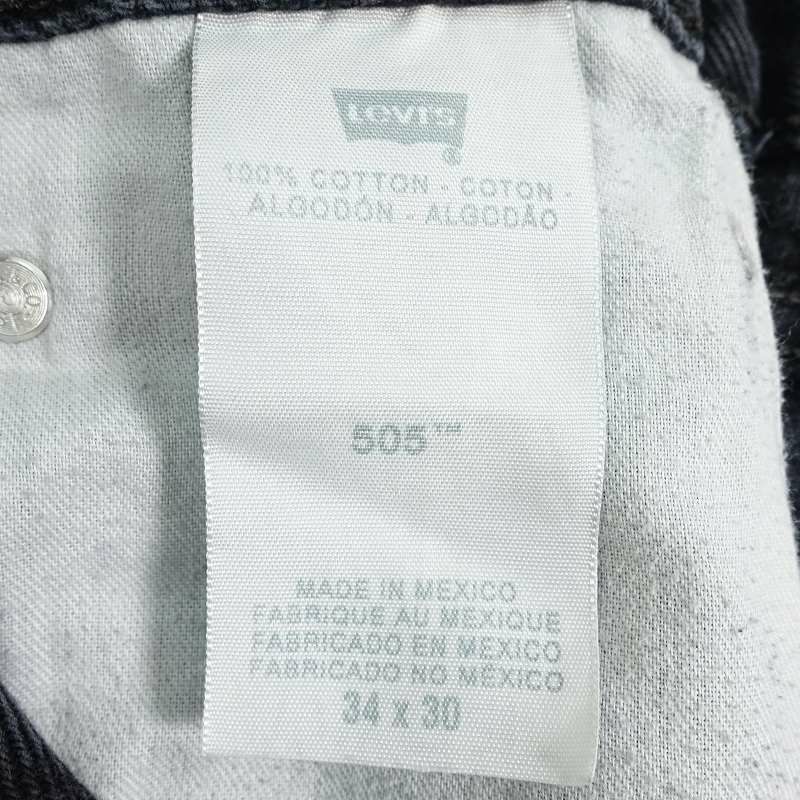 Levi's
®
100% COTTON - COTON -
ALGODÓN - ALGODÃO
505™
MADE IN MEXICO
FABRIQUE AU MEXIQUE
FABRICADO EN MEXICO
FABRICADO NO MÉXICO
34 x 30